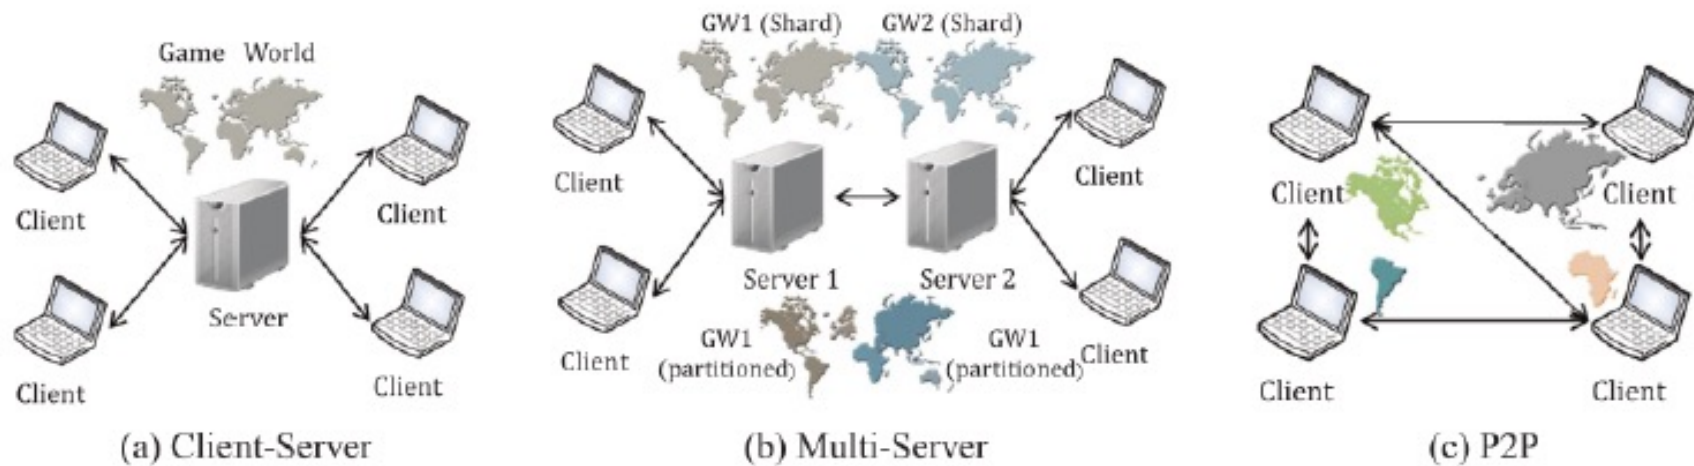 Game World
Client
Client
Server
Client
Client
(a) Client-Server
GW1 (Shard)
GW2 (Shard)
Client
Client
Server 1
Server 2
Client
GW1
(partitioned)
GW1
(partitioned)
Client
(b) Multi-Server
Client
Client
Client
Client
(c) P2P